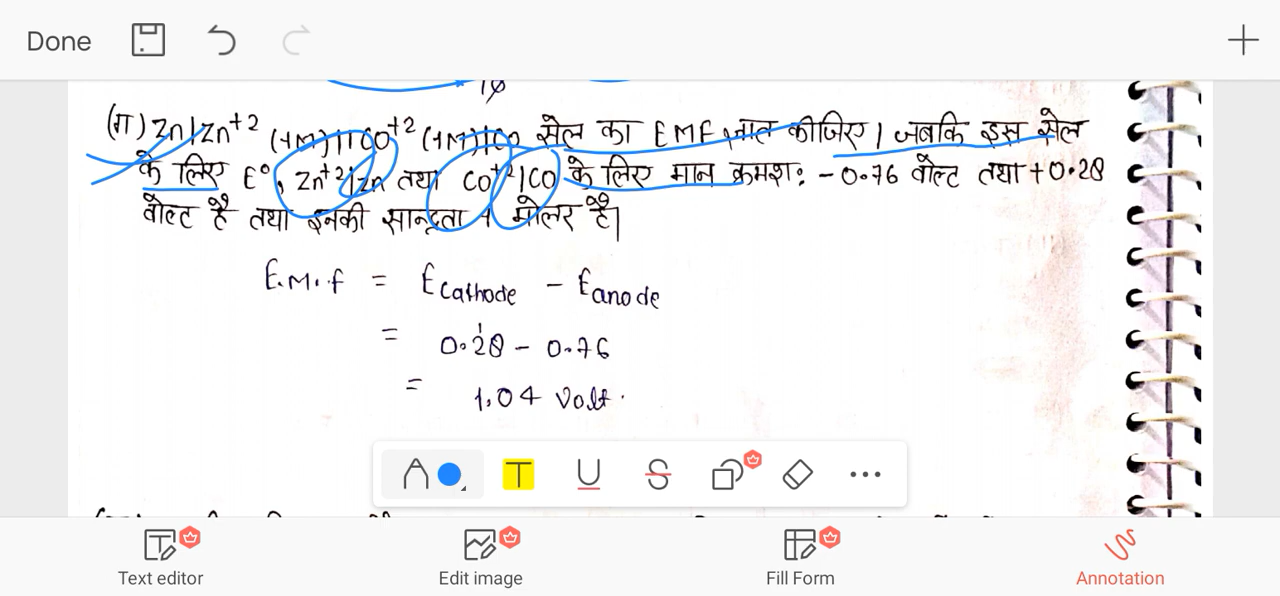 Done
(ग) Zn/Zn+2 (1M)||CO+2 (1M)|CO सेल का EMF ज्ञात कीजिए। जबकि इस सेल
के लिए E°, Zn+2/Zn तथा CO+2/CO के लिए मान क्रमशः -0.76 वोल्ट तथा +0.28
वोल्ट है तथा इनकी सान्द्रता 1 मोलर है।
E.M.F = Ecathode - Eanode
= 0.28 - 0.76
= 1.04 Volt.
T U S
Text editor Edit image Fill Form Annotation